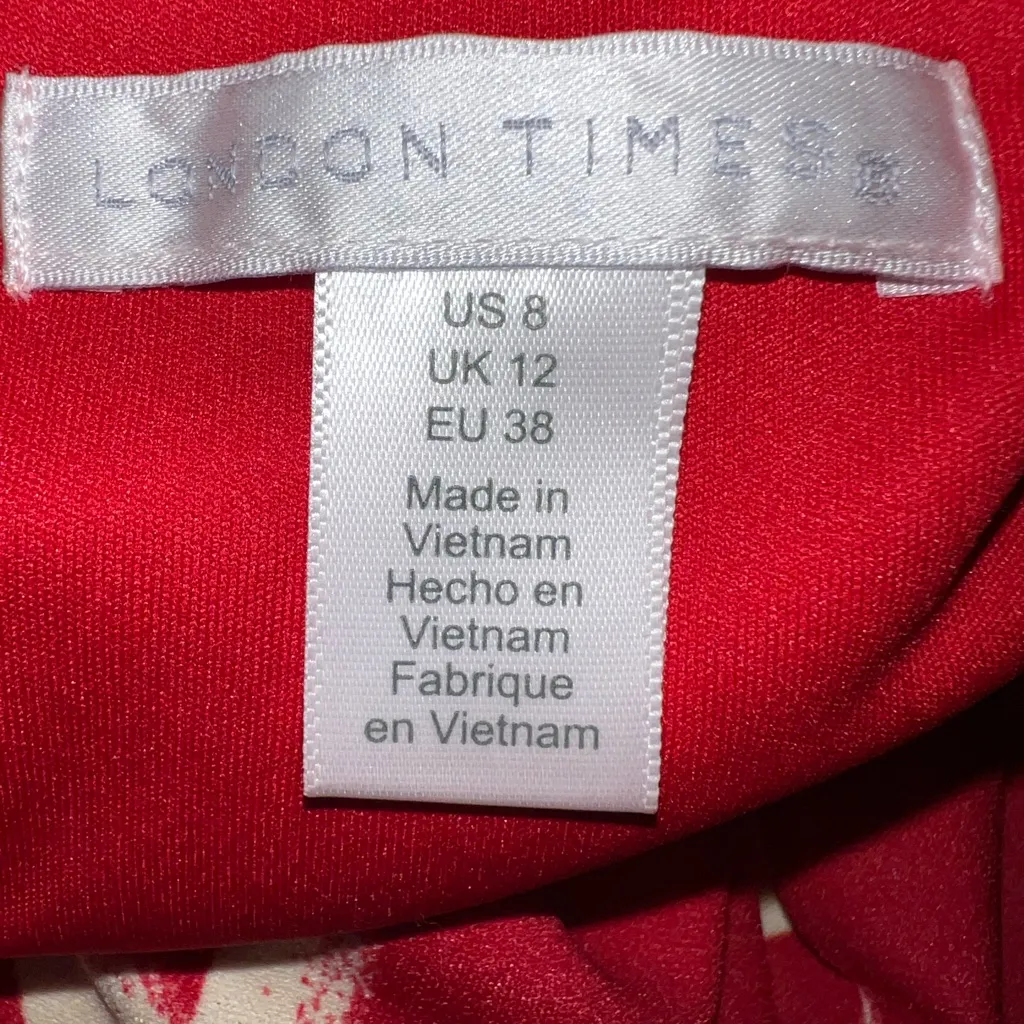 LONDON TIMES ®
US 8
UK 12
EU 38
Made in
Vietnam
Hecho en
Vietnam
Fabrique
en Vietnam